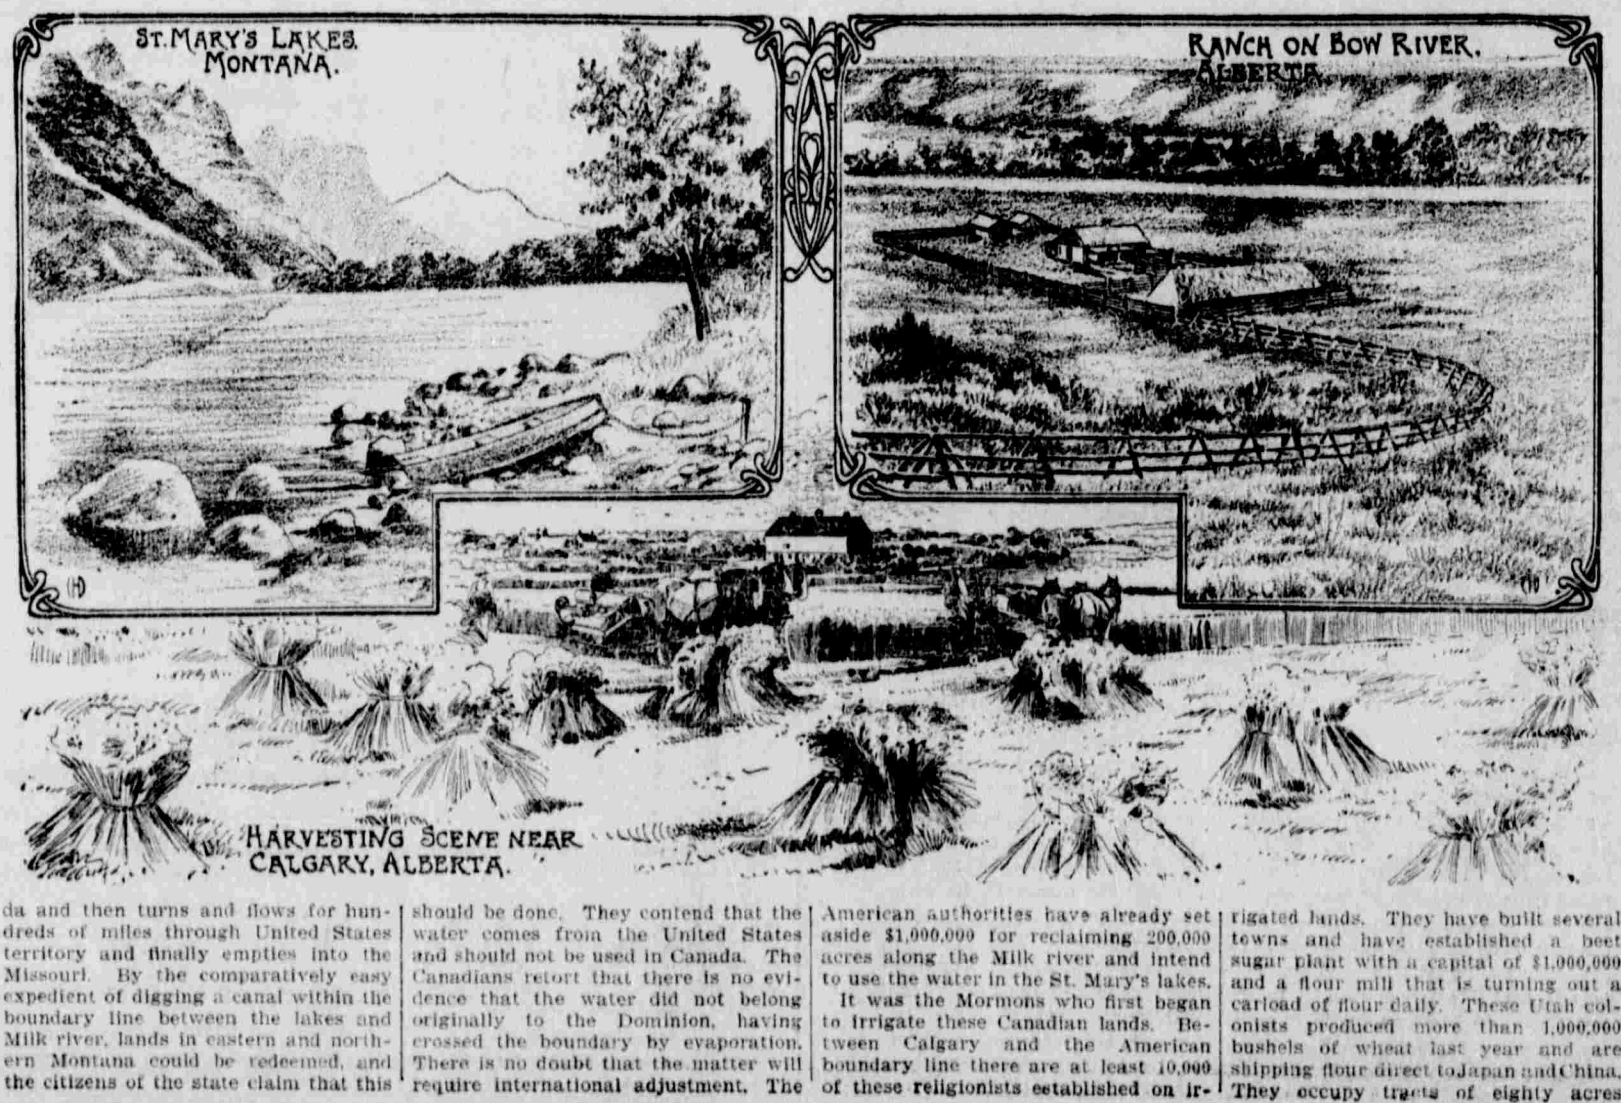 ST. MARY'S LAKES.
MONTANA.
RANCH ON BOW RIVER.
ALBERTA
(H)
HARVESTING SCENE NEAR
CALGARY, ALBERTA.
da and then turns and flows for hun-
dreds of miles through United States
territory and finally empties into the
Missouri. By the comparatively easy
expedient of digging a canal within the
boundary line between the lakes and
Milk river, lands in eastern and north-
ern Montana could be redeemed, and
the citizens of the state claim that this
should be done. They contend that the
water comes from the United States
and should not be used in Canada. The
Canadians retort that there is no evi-
dence that the water did not belong
originally to the Dominion, having
crossed the boundary by evaporation.
There is no doubt that the matter will
require international adjustment. The
American authorities have already set
aside $1,000,000 for reclaiming 200,000
acres along the Milk river and intend
to use the water in the St. Mary's lakes.
It was the Mormons who first began
to irrigate these Canadian lands. Be-
tween Calgary and the American
boundary line there are at least 10,000
of these religionists established on ir-
rigated lands. They have built several
towns and have established a beet
sugar plant with a capital of $1,000,000
and a flour mill that is turning out a
carload of flour daily. These Utah col-
onists produced more than 1,000,000
bushels of wheat last year and are
shipping flour direct to Japan and China.
They occupy tracts of eighty acres